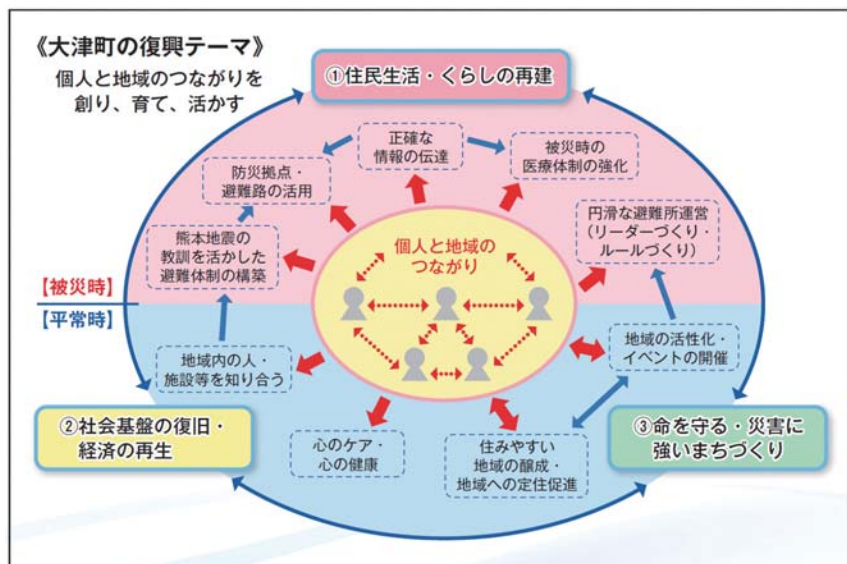 《大津町の復興テーマ》
個人と地域のつながりを
創り、育て、活かす
①住民生活・くらしの再建
正確な
情報の伝達
被災時の
医療体制の強化
防災拠点・
避難路の活用
円滑な避難所運営
(リーダーづくり・
ルールづくり)
熊本地震の
教訓を活かした
避難体制の構築
個人と地域の
つながり
【被災時】
【平常時】
地域内の人・
施設等を知り合う
地域の活性化・
イベントの開催
②社会基盤の復旧・
経済の再生
心のケア・
心の健康
住みやすい
地域の醸成・
地域への定住促進
③命を守る・災害に
強いまちづくり